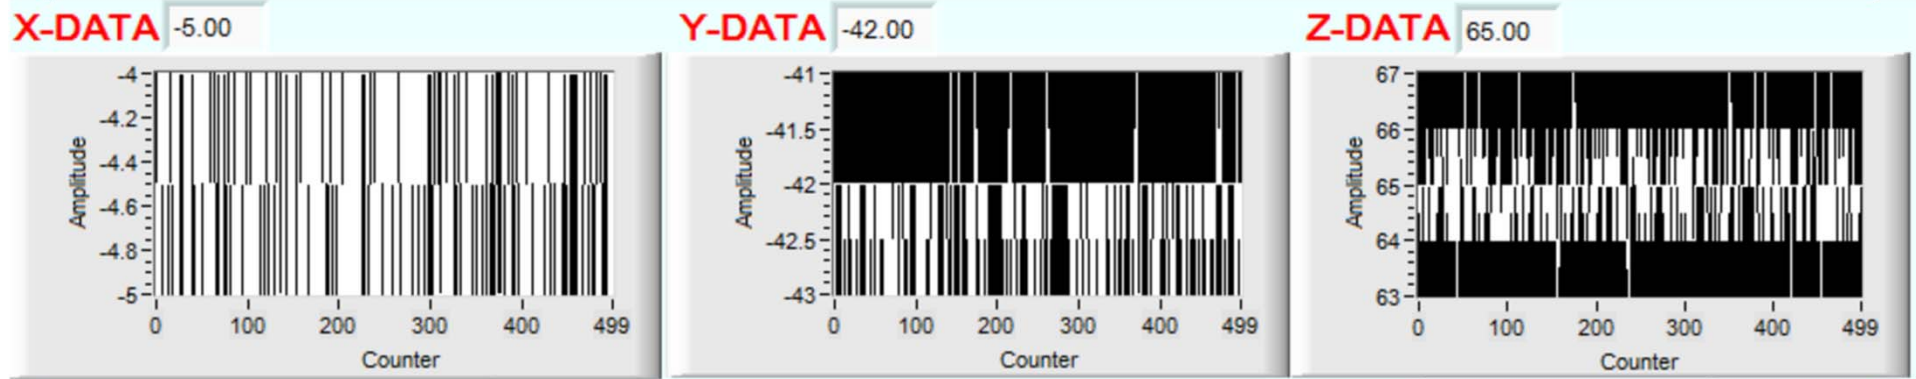 X-DATA -5.00
-4
-4.2
-4.4
-4.6
-4.8
-5
Amplitude
0 100 200 300 400 499
Counter
Y-DATA -42.00
-41
-41.5
-42
-42.5
-43
Amplitude
0 100 200 300 400 499
Counter
Z-DATA 65.00
67
66
65
64
63
Amplitude
0 100 200 300 400 499
Counter